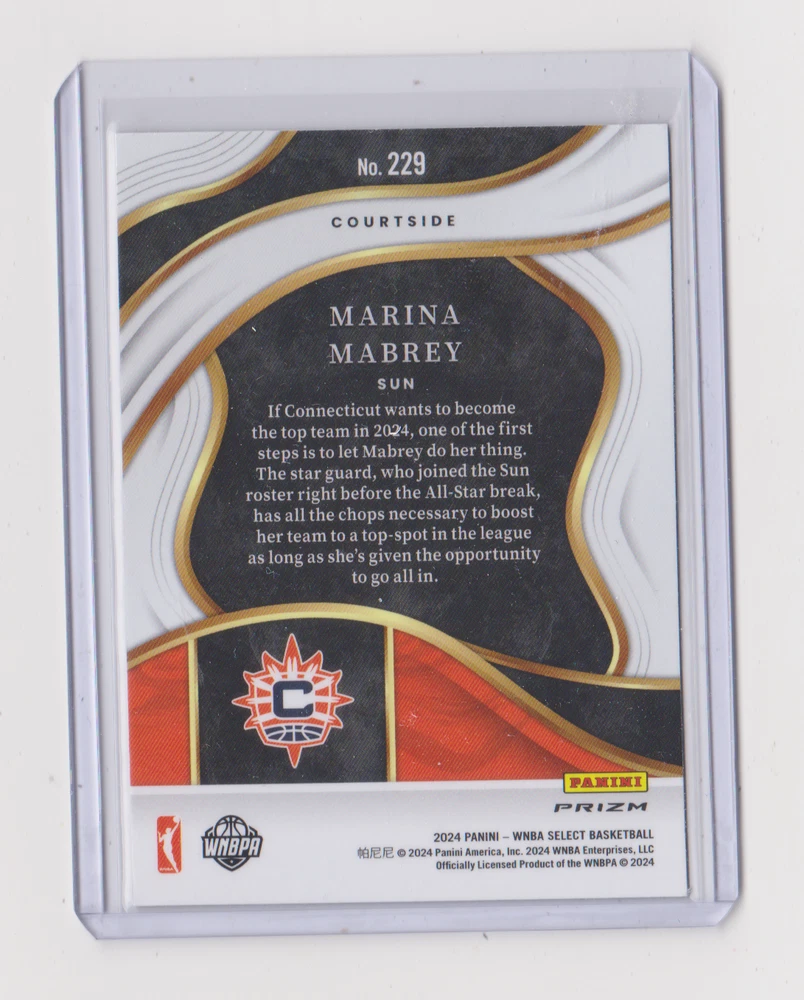 No. 229
COURTSIDE
MARINA
MABREY
SUN
If Connecticut wants to become
the top team in 2024, one of the first
steps is to let Mabrey do her thing.
The star guard, who joined the Sun
roster right before the All-Star break,
has all the chops necessary to boost
her team to a top-spot in the league
as long as she's given the opportunity
to go all in.
C
PANINI
PRIZM
WNBPA
2024 PANINI – WNBA SELECT BASKETBALL
帕尼尼 © 2024 Panini America, Inc. 2024 WNBA Enterprises, LLC
Officially Licensed Product of the WNBPA © 2024